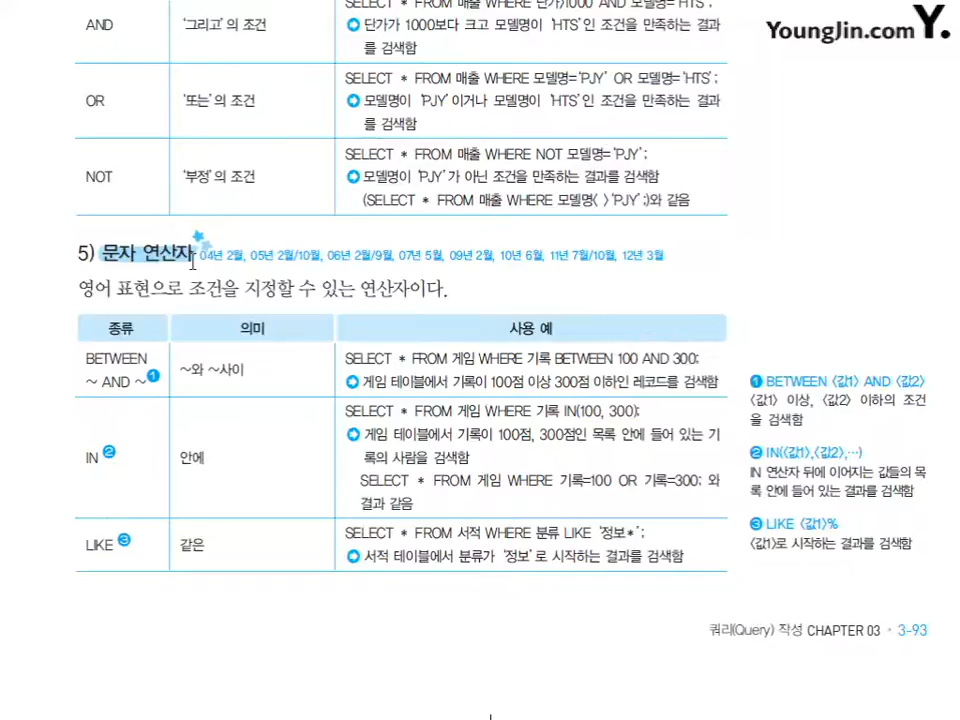 YoungJin.com Y.
SELECT * FROM 매출 WHERE 단가〉1000 AND 모델명='HTS';
AND '그리고'의 조건 단가가 1000보다 크고 모델명이 'HTS'인 조건을 만족하는 결과
를 검색함
SELECT * FROM 매출 WHERE 모델명='PJY' OR 모델명='HTS';
OR '또는'의 조건 모델명이 'PJY'이거나 모델명이 'HTS'인 조건을 만족하는 결과
를 검색함
SELECT * FROM 매출 WHERE NOT 모델명='PJY';
NOT '부정'의 조건 모델명이 'PJY'가 아닌 조건을 만족하는 결과를 검색함
(SELECT * FROM 매출 WHERE 모델명〈 〉'PJY';)와 같음
5) 문자 연산자 04년 2월, 05년 2월/10월, 06년 2월/9월, 07년 5월, 09년 2월, 10년 6월, 11년 7월/10월, 12년 3월
영어 표현으로 조건을 지정할 수 있는 연산자이다.
종류 의미 사용 예
BETWEEN SELECT * FROM 게임 WHERE 기록 BETWEEN 100 AND 300;
~ AND ~❶ ~와 ~사이 게임 테이블에서 기록이 100점 이상 300점 이하인 레코드를 검색함
SELECT * FROM 게임 WHERE 기록 IN(100, 300);
게임 테이블에서 기록이 100점, 300점인 목록 안에 들어 있는 기
IN ❷ 안에 록의 사람을 검색함
SELECT * FROM 게임 WHERE 기록=100 OR 기록=300; 와
결과 같음
SELECT * FROM 서적 WHERE 분류 LIKE '정보*';
LIKE ❸ 같은 서적 테이블에서 분류가 '정보'로 시작하는 결과를 검색함
❶ BETWEEN 〈값1〉 AND 〈값2〉
〈값1〉 이상, 〈값2〉 이하의 조건
을 검색함
❷ IN(〈값1〉,〈값2〉,…)
IN 연산자 뒤에 이어지는 값들의 목
록 안에 들어 있는 결과를 검색함
❸ LIKE 〈값1〉%
〈값1〉로 시작하는 결과를 검색함
쿼리(Query) 작성 CHAPTER 03 • 3-93